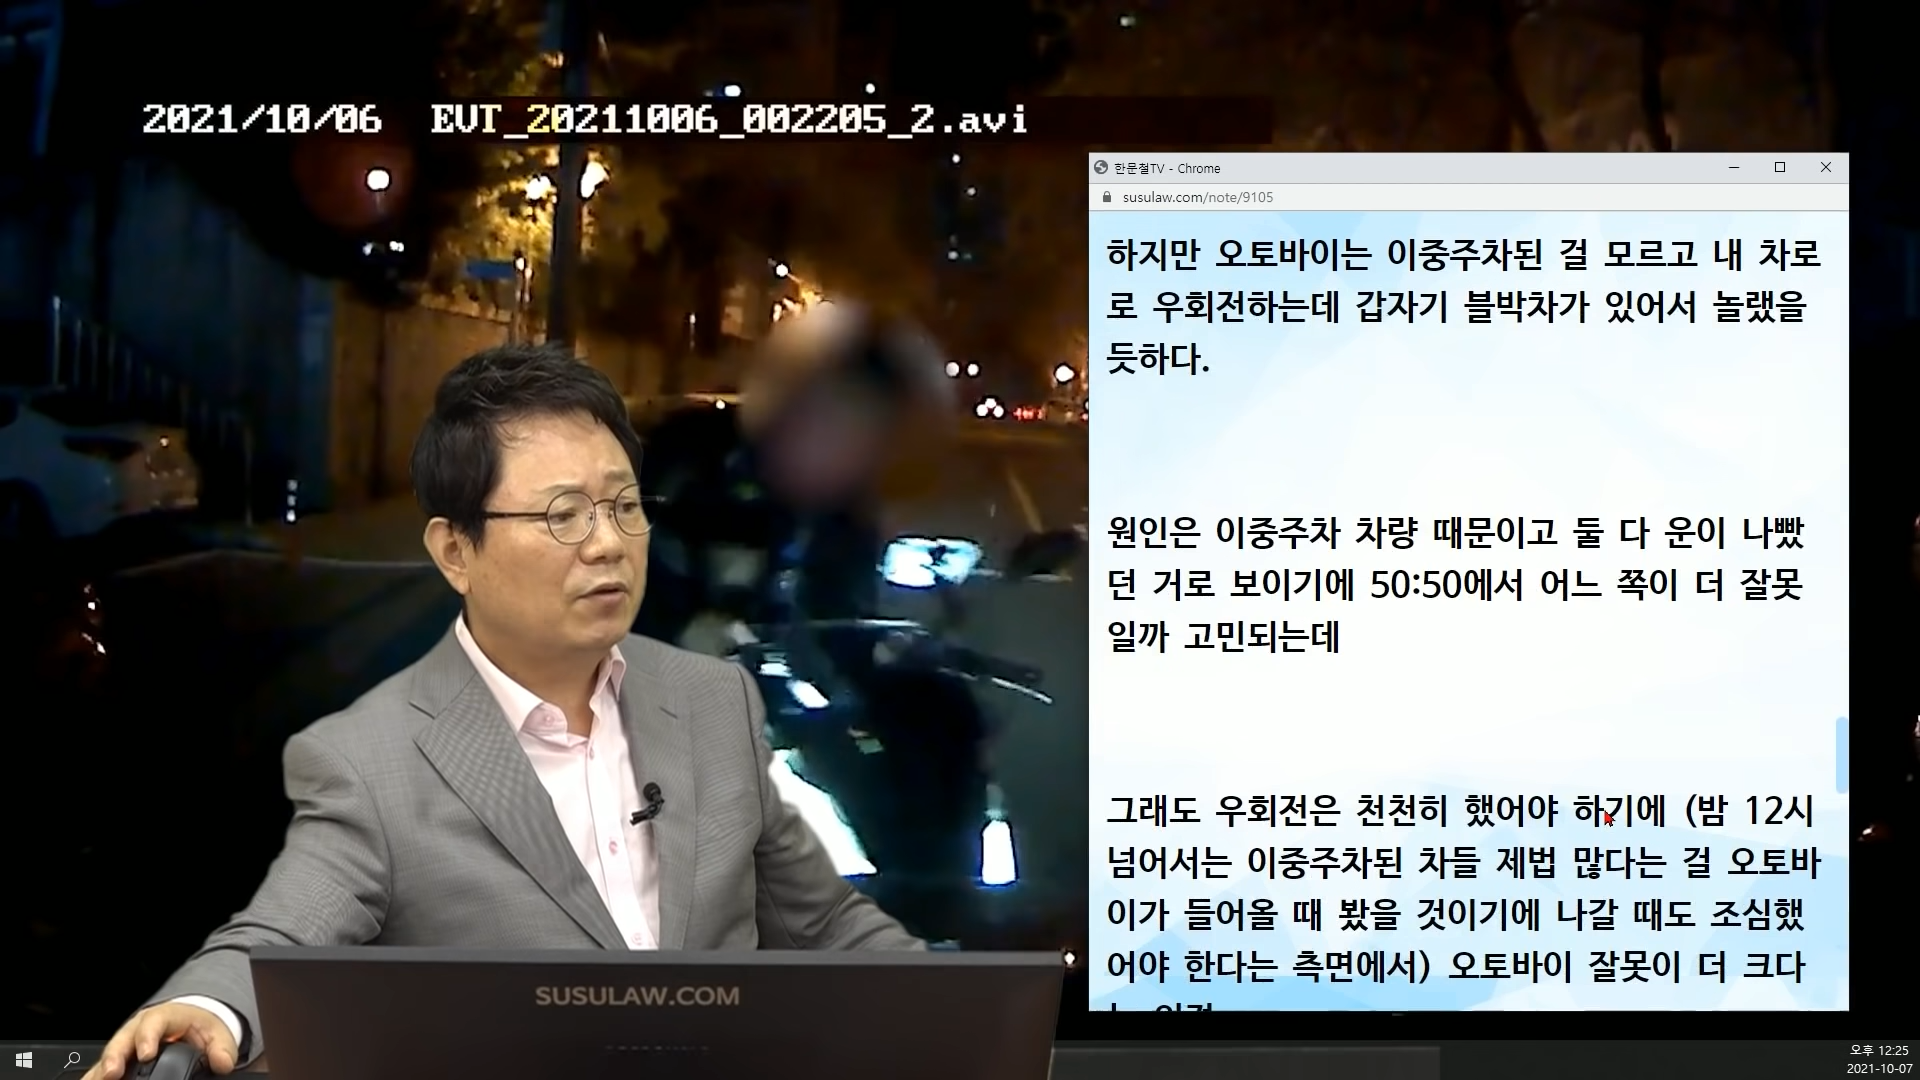 2021/10/06 EVT_20211006_002205_2.avi
한문철TV - Chrome
susulaw.com/note/9105
하지만 오토바이는 이중주차된 걸 모르고 내 차로
로 우회전하는데 갑자기 블박차가 있어서 놀랬을
듯하다.
원인은 이중주차 차량 때문이고 둘 다 운이 나빴
던 거로 보이기에 50:50에서 어느 쪽이 더 잘못
일까 고민되는데
그래도 우회전은 천천히 했어야 하기에 (밤 12시
넘어서는 이중주차된 차들 제법 많다는 걸 오토바
이가 들어올 때 봤을 것이기에 나갈 때도 조심했
어야 한다는 측면에서) 오토바이 잘못이 더 크다
SUSULAW.COM
오후 12:25
2021-10-07